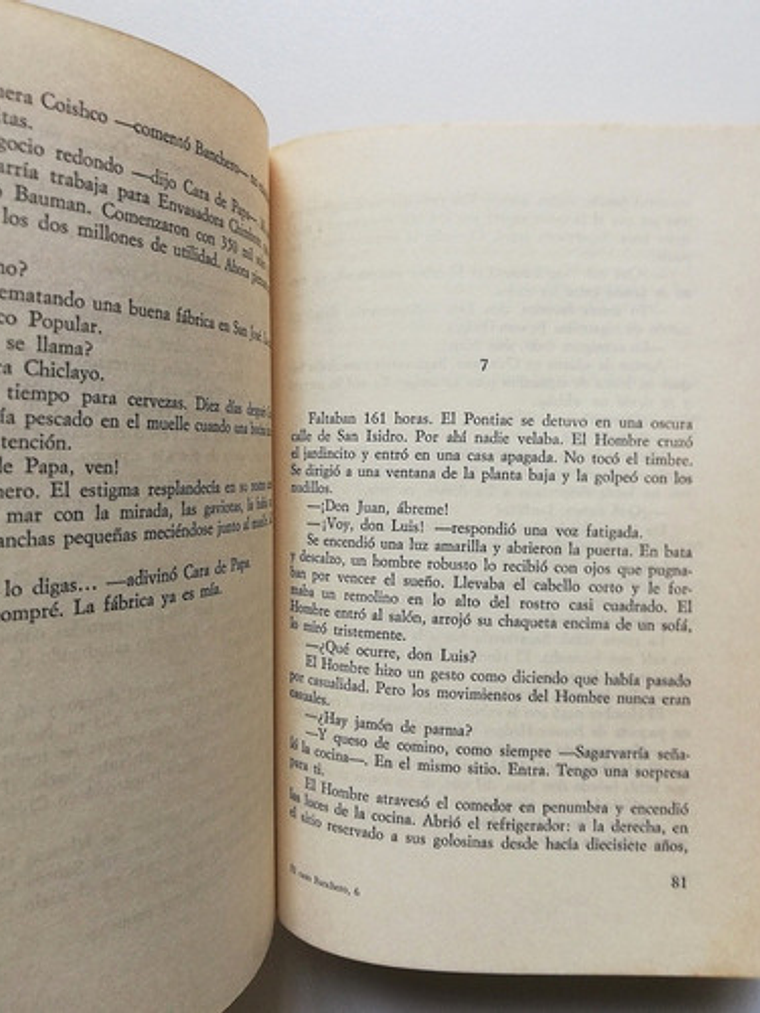 nera Coishco —comentó Banchero—
tas.
gocio redondo —dijo Cara de Papa—.
arría trabaja para Envasadora Chimbote
Bauman. Comenzaron con 350 mil
los dos millones de utilidad. Ahora
no?
ematando una buena fábrica en San José
co Popular.
se llama?
ra Chiclayo.
tiempo para cervezas. Diez días después
ía pescado en el muelle cuando una
tención.
de Papa, ven!
nero. El estigma resplandecía en su
mar con la mirada, las gaviotas, la
anchas pequeñas meciéndose junto al
lo digas... —adivinó Cara de Papa.
ompré. La fábrica ya es mía.
7
Faltaban 161 horas. El Pontiac se detuvo en una oscura
calle de San Isidro. Por ahí nadie velaba. El Hombre cruzó
el jardincito y entró en una casa apagada. No tocó el timbre.
Se dirigió a una ventana de la planta baja y la golpeó con los
nudillos.
—¡Don Juan, ábreme!
—¡Voy, don Luis! —respondió una voz fatigada.
Se encendió una luz amarilla y abrieron la puerta. En bata
y descalzo, un hombre robusto lo recibió con ojos que pugna-
ban por vencer el sueño. Llevaba el cabello corto y le for-
maba un remolino en lo alto del rostro casi cuadrado. El
Hombre entró al salón, arrojó su chaqueta encima de un sofá,
lo miró tristemente.
—¿Qué ocurre, don Luis?
El Hombre hizo un gesto como diciendo que había pasado
por casualidad. Pero los movimientos del Hombre nunca eran
casuales.
—¿Hay jamón de parma?
—Y queso de comino, como siempre —Sagarvarría seña-
ló la cocina—. En el mismo sitio. Entra. Tengo una sorpresa
para ti.
El Hombre atravesó el comedor en penumbra y encendió
las luces de la cocina. Abrió el refrigerador: a la derecha, en
el sitio reservado a sus golosinas desde hacía diecisiete años,
El caso Banchero, 6
81